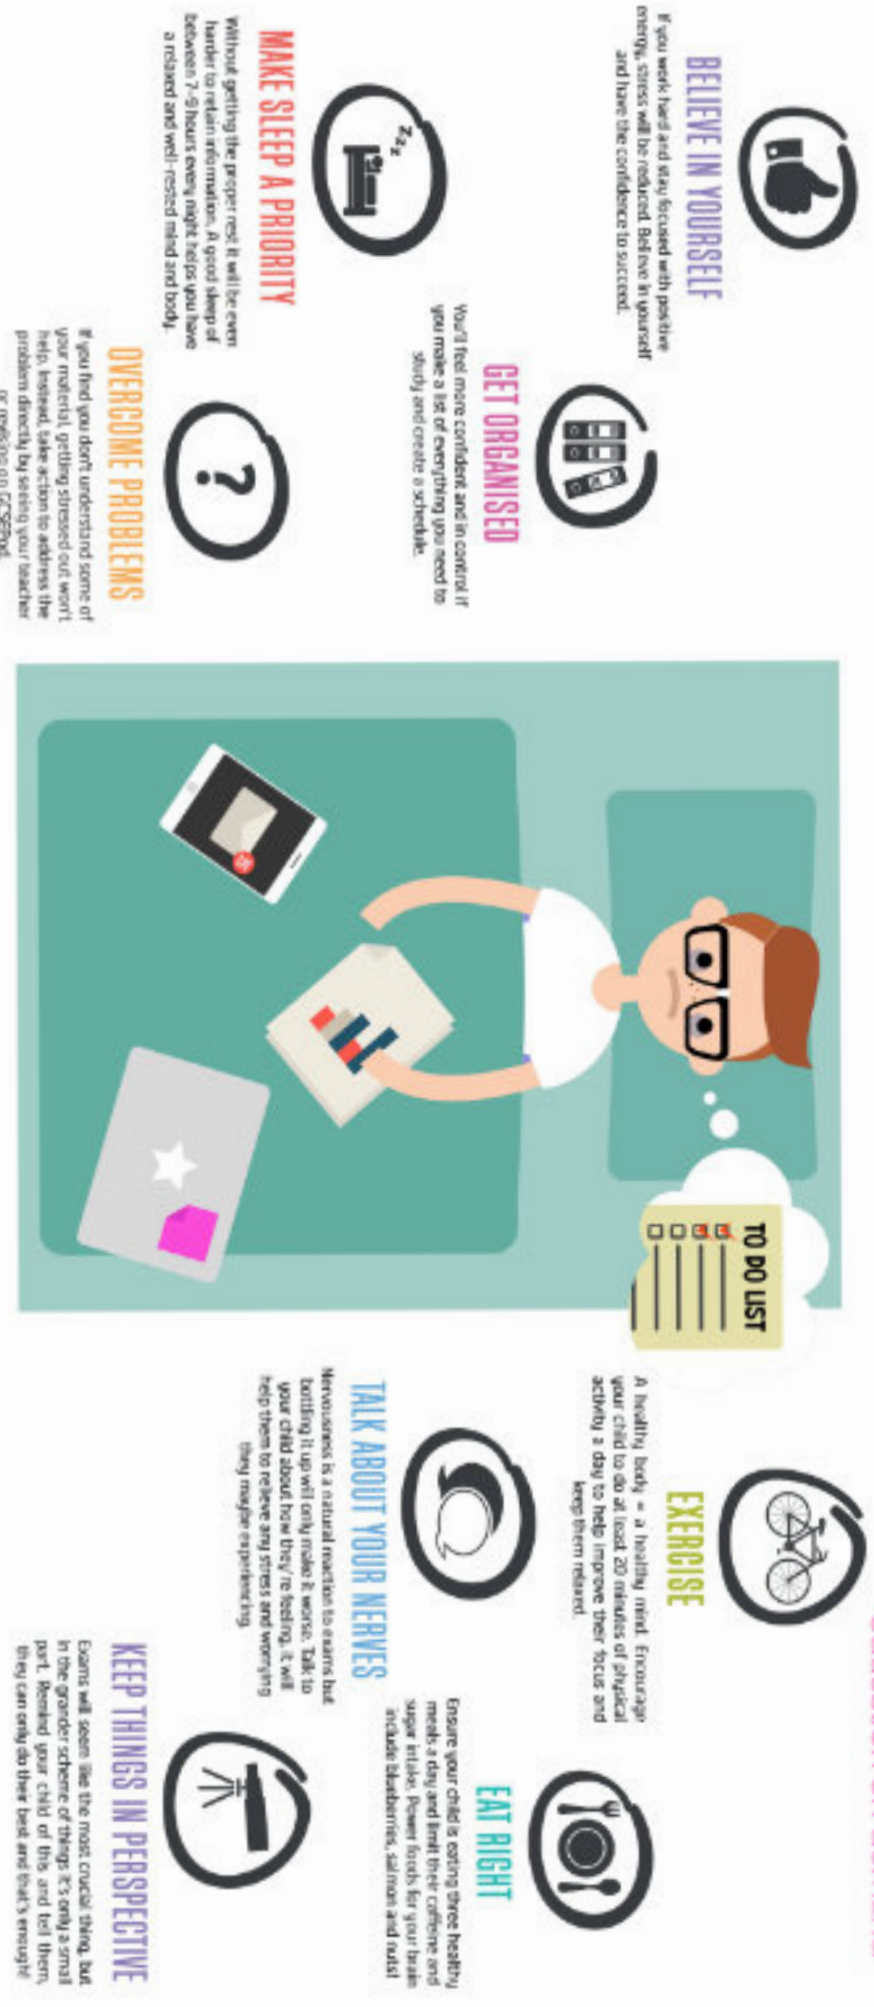 BELIEVE IN YOURSELF
If you work hard and stay focused with positive
energy, stress will be reduced. Believe in yourself
and have the confidence to succeed.
GET ORGANISED
You'll feel more confident and in control if
you make a list of everything you need to
study and create a schedule.
Zzz
MAKE SLEEP A PRIORITY
Without getting the proper rest it will be even
harder to retain information. A good sleep of
between 7-9 hours every night helps you have
a relaxed and well-rested mind and body.
?
OVERCOME PROBLEMS
If you find you don't understand some of
your material, getting stressed out won't
help. Instead, take action to address the
problem directly by seeing your teacher
or revising on GCSEPod.
TO DO LIST
EXERCISE
A healthy body = a healthy mind. Encourage
your child to do at least 20 minutes of physical
activity a day to help improve their focus and
keep them relaxed.
EAT RIGHT
Ensure your child is eating three healthy
meals a day and limit their caffeine and
sugar intake. Power foods for your brain
include blueberries, salmon and nuts!
TALK ABOUT YOUR NERVES
Nervousness is a natural reaction to exams but
bottling it up will only make it worse. Talk to
your child about how they're feeling, it will
help them to relieve any stress and worrying
they maybe experiencing.
KEEP THINGS IN PERSPECTIVE
Exams will seem like the most crucial thing, but
in the grander scheme of things it's only a small
part. Remind your child of this and tell them,
they can only do their best and that's enough!